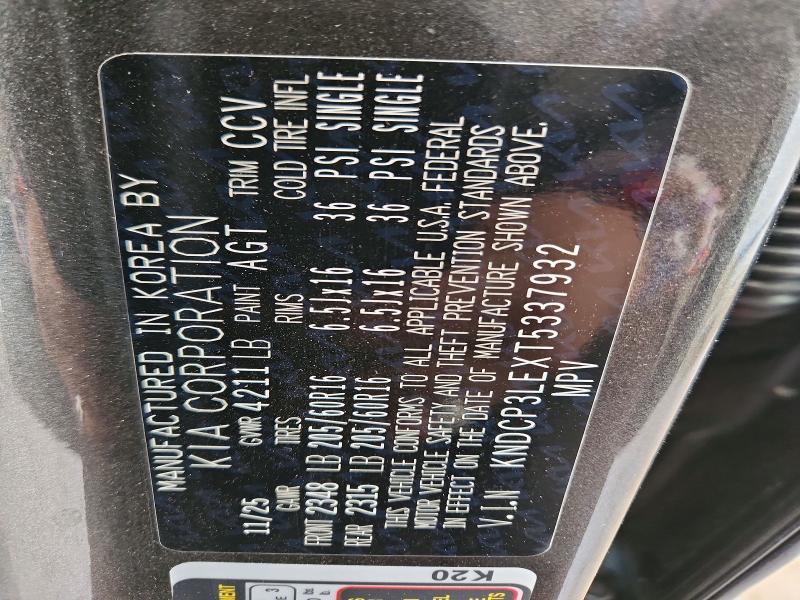 MANUFACTURED IN KOREA BY
KIA CORPORATION
11/25 GVWR 4211 LB PAINT AGT TRIM CCV
GAWR TIRES RMS COLD TIRE INFL
FRONT 2348 LB 205/60R16 6.5Jx16 36 PSI SINGLE
REAR 2315 LB 205/60R16 6.5Jx16 36 PSI SINGLE
THIS VEHICLE CONFORMS TO ALL APPLICABLE U.S.A. FEDERAL
MOTOR VEHICLE SAFETY AND THEFT PREVENTION STANDARDS
IN EFFECT ON THE DATE OF MANUFACTURE SHOWN ABOVE.
V.I.N KNDCP3LEXT5337932
MPV
K20